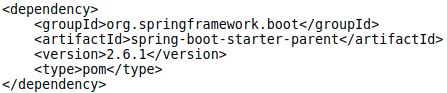 <dependency>
    <groupId>org.springframework.boot</groupId>
    <artifactId>spring-boot-starter-parent</artifactId>
    <version>2.6.1</version>
    <type>pom</type>
</dependency>